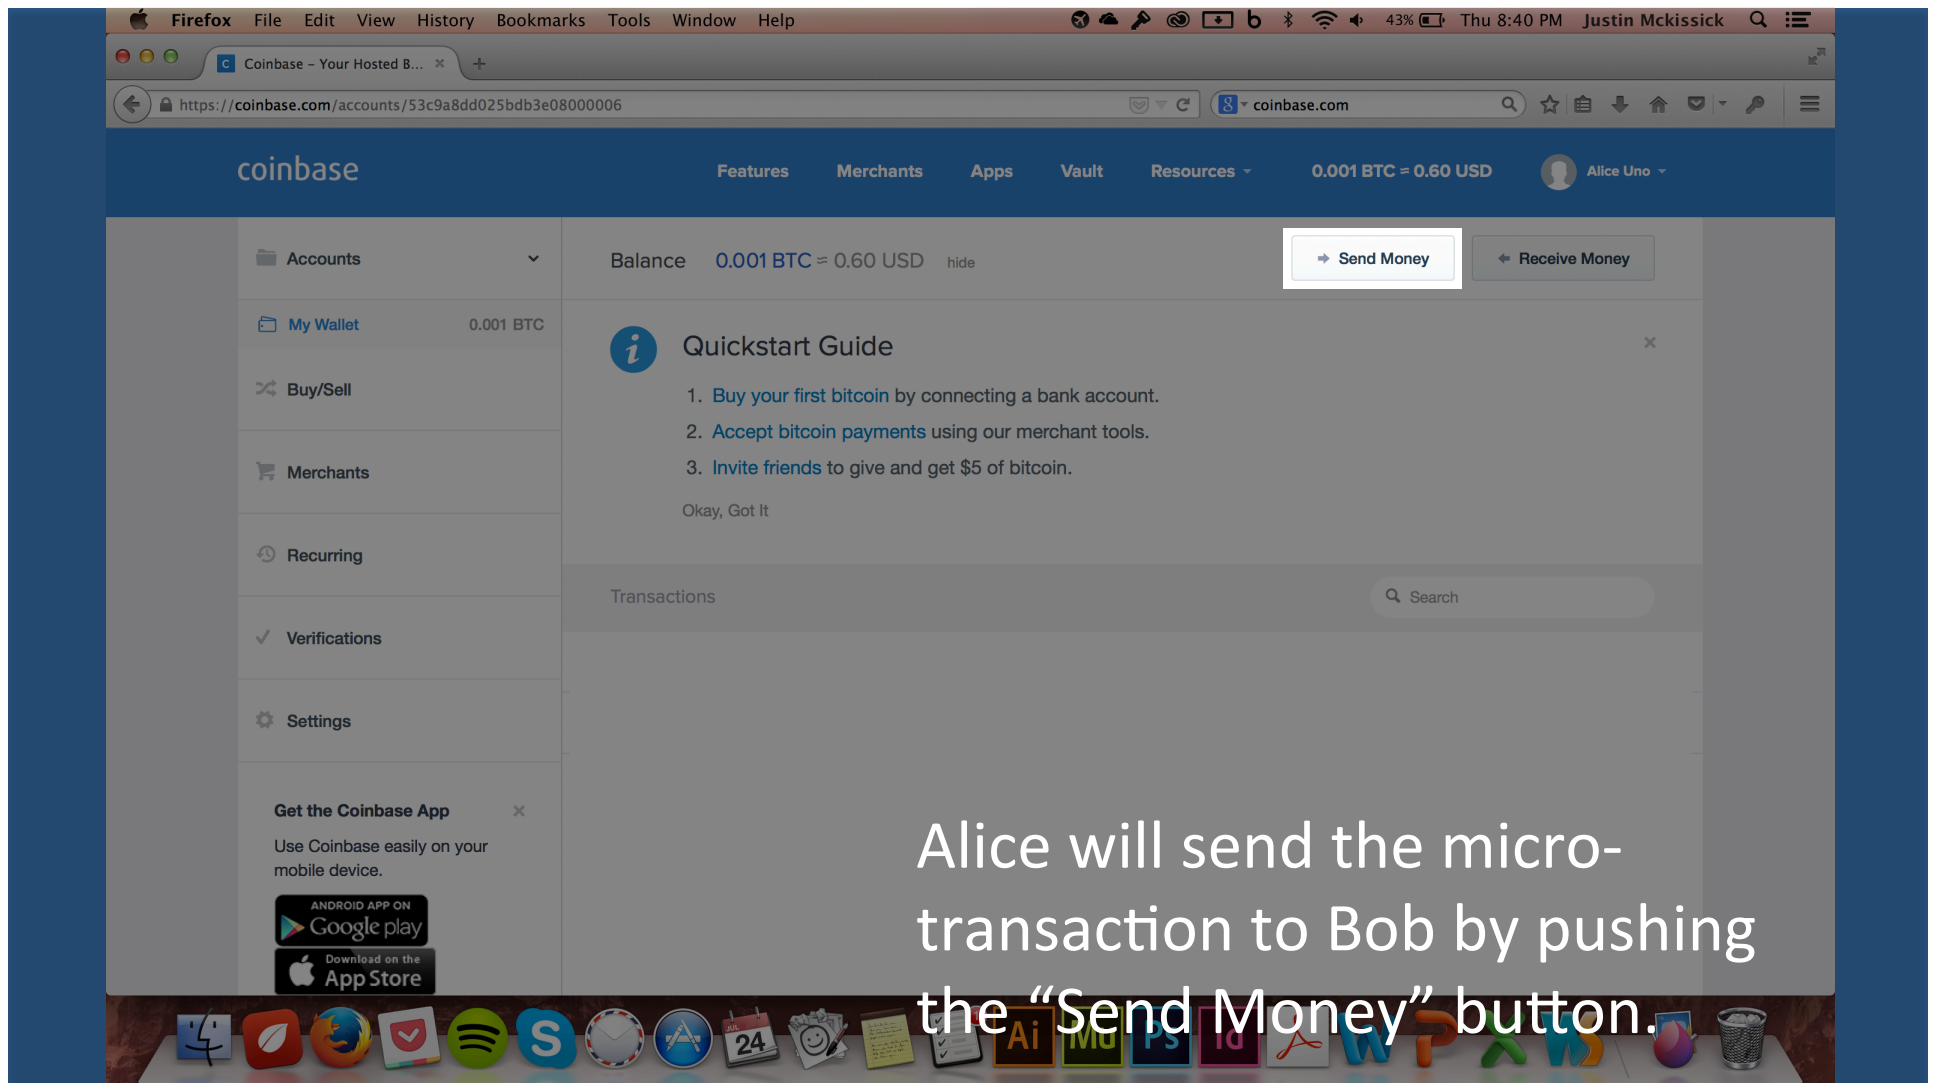 Firefox File Edit View History Bookmarks Tools Window Help 43% Thu 8:40 PM Justin Mckissick
Coinbase - Your Hosted B...
https://coinbase.com/accounts/53c9a8dd025bdb3e08000006 coinbase.com
coinbase Features Merchants Apps Vault Resources 0.001 BTC ≈ 0.60 USD Alice Uno
Accounts
Balance 0.001 BTC ≈ 0.60 USD hide
Send Money
Receive Money
My Wallet 0.001 BTC
Buy/Sell
Merchants
Recurring
Verifications
Settings
Quickstart Guide
1. Buy your first bitcoin by connecting a bank account.
2. Accept bitcoin payments using our merchant tools.
3. Invite friends to give and get $5 of bitcoin.
Okay, Got It
Transactions
Search
Get the Coinbase App
Use Coinbase easily on your
mobile device.
ANDROID APP ON
Google play
Download on the
App Store
Alice will send the micro-
transaction to Bob by pushing
the “Send Money” button.
JUL
24
Ai Mu Ps Id